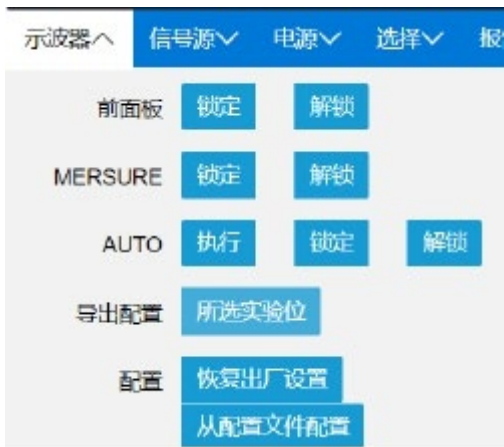 示波器 信号源 电源 选择 报
前面板 锁定 解锁
MERSURE 锁定 解锁
AUTO 执行 锁定 解锁
导出配置 所选实验位
配置 恢复出厂设置
从配置文件配置